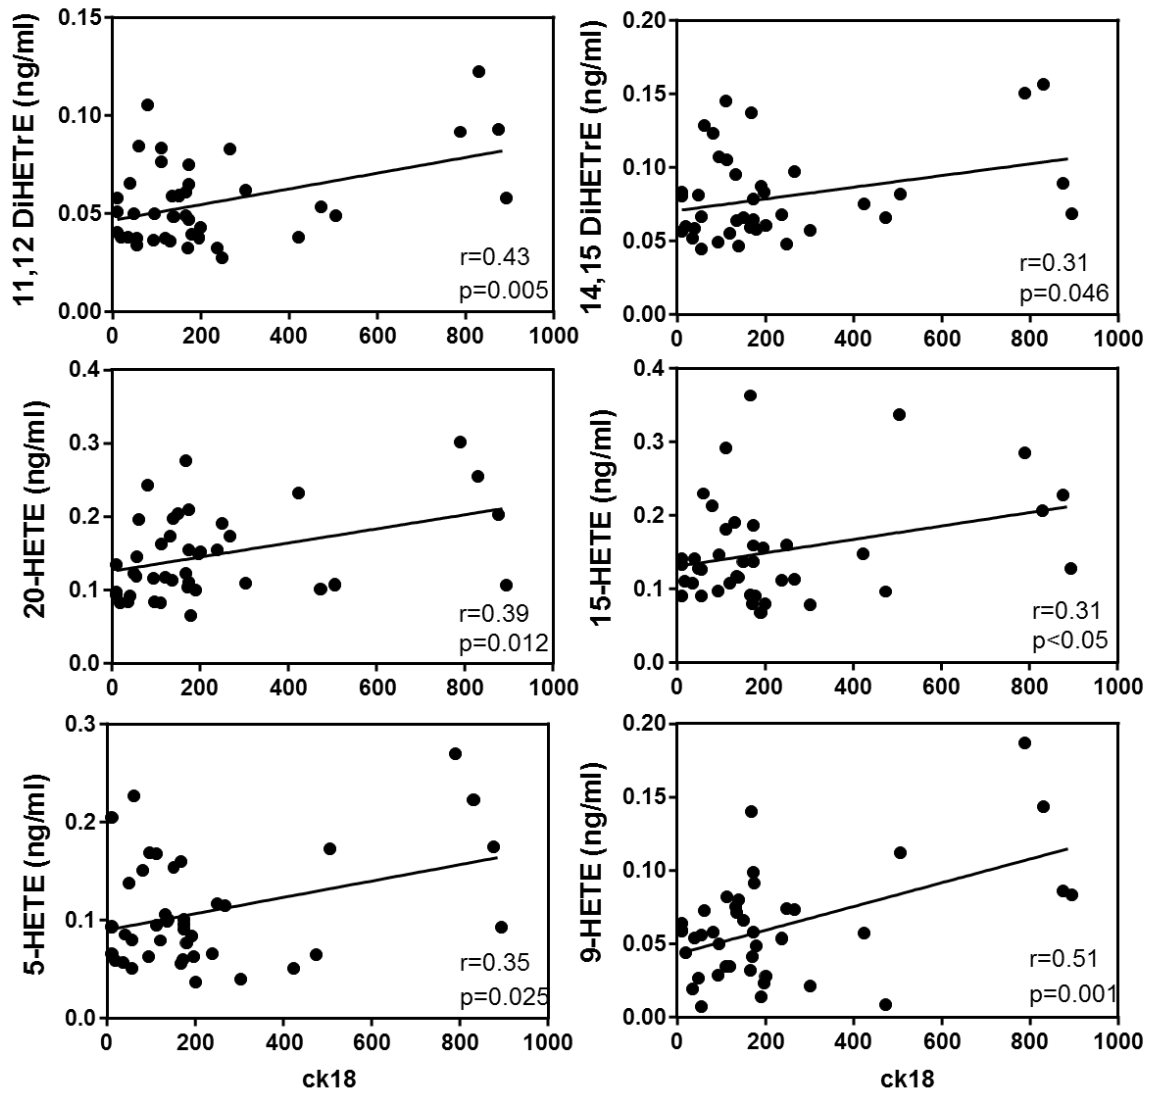 11,12 DiHETrE (ng/ml)
0.15
0.10
0.05
0.00
r=0.43
p=0.005
0 200 400 600 800 1000
14,15 DiHETrE (ng/ml)
0.20
0.15
0.10
0.05
0.00
r=0.31
p=0.046
0 200 400 600 800 1000
20-HETE (ng/ml)
0.4
0.3
0.2
0.1
0.0
r=0.39
p=0.012
0 200 400 600 800 1000
15-HETE (ng/ml)
0.4
0.3
0.2
0.1
0.0
r=0.31
p<0.05
0 200 400 600 800 1000
5-HETE (ng/ml)
0.3
0.2
0.1
0.0
r=0.35
p=0.025
0 200 400 600 800 1000
ck18
9-HETE (ng/ml)
0.20
0.15
0.10
0.05
0.00
r=0.51
p=0.001
0 200 400 600 800 1000
ck18